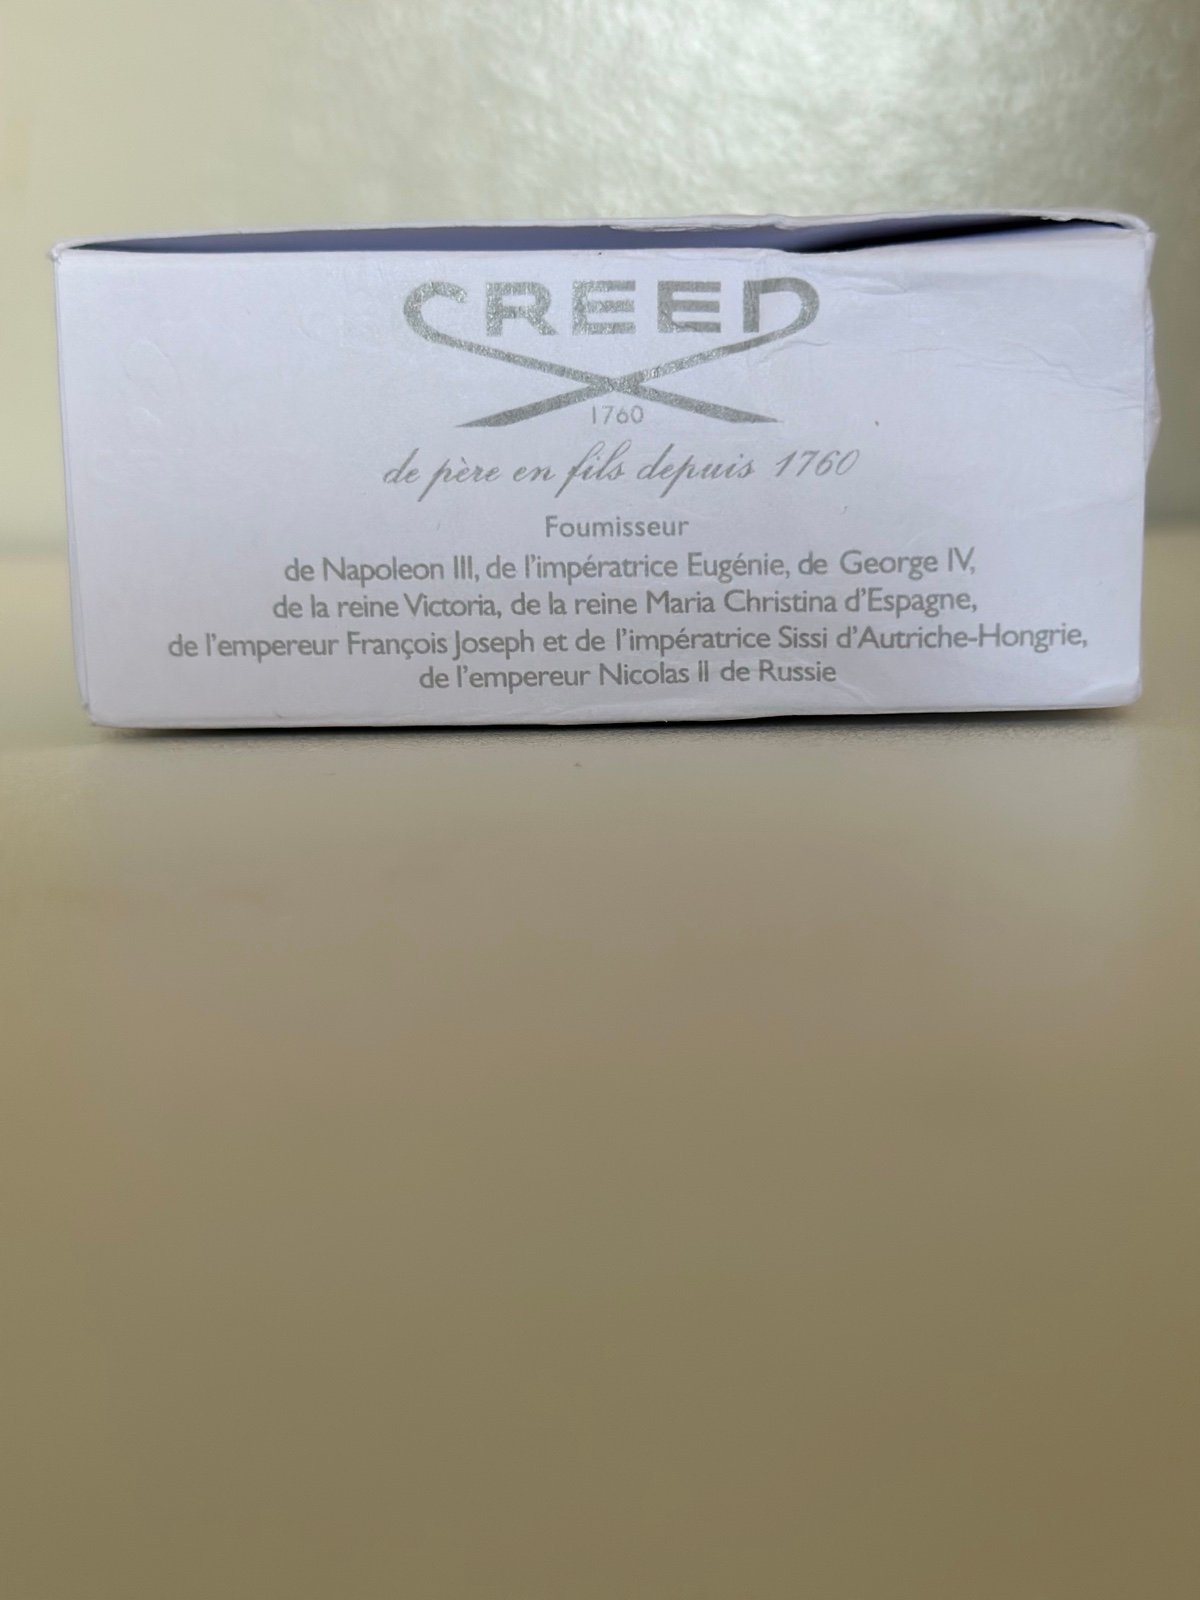 CREED
1760
de père en fils depuis 1760
Foumisseur
de Napoleon III, de l'impératrice Eugénie, de George IV,
de la reine Victoria, de la reine Maria Christina d'Espagne,
de l'empereur François Joseph et de l'impératrice Sissi d'Autriche-Hongrie,
de l'empereur Nicolas II de Russie